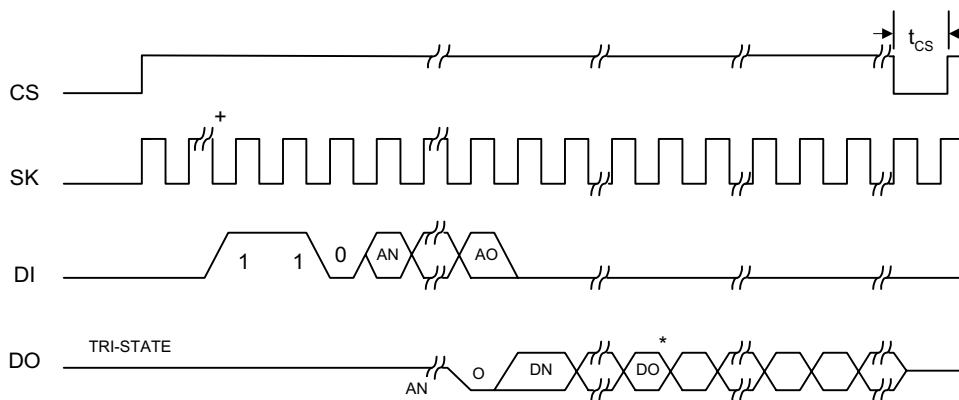 tCS
CS
+
SK
1 1 0 AN AO
DI
TRI-STATE
*
DO
AN O DN DO